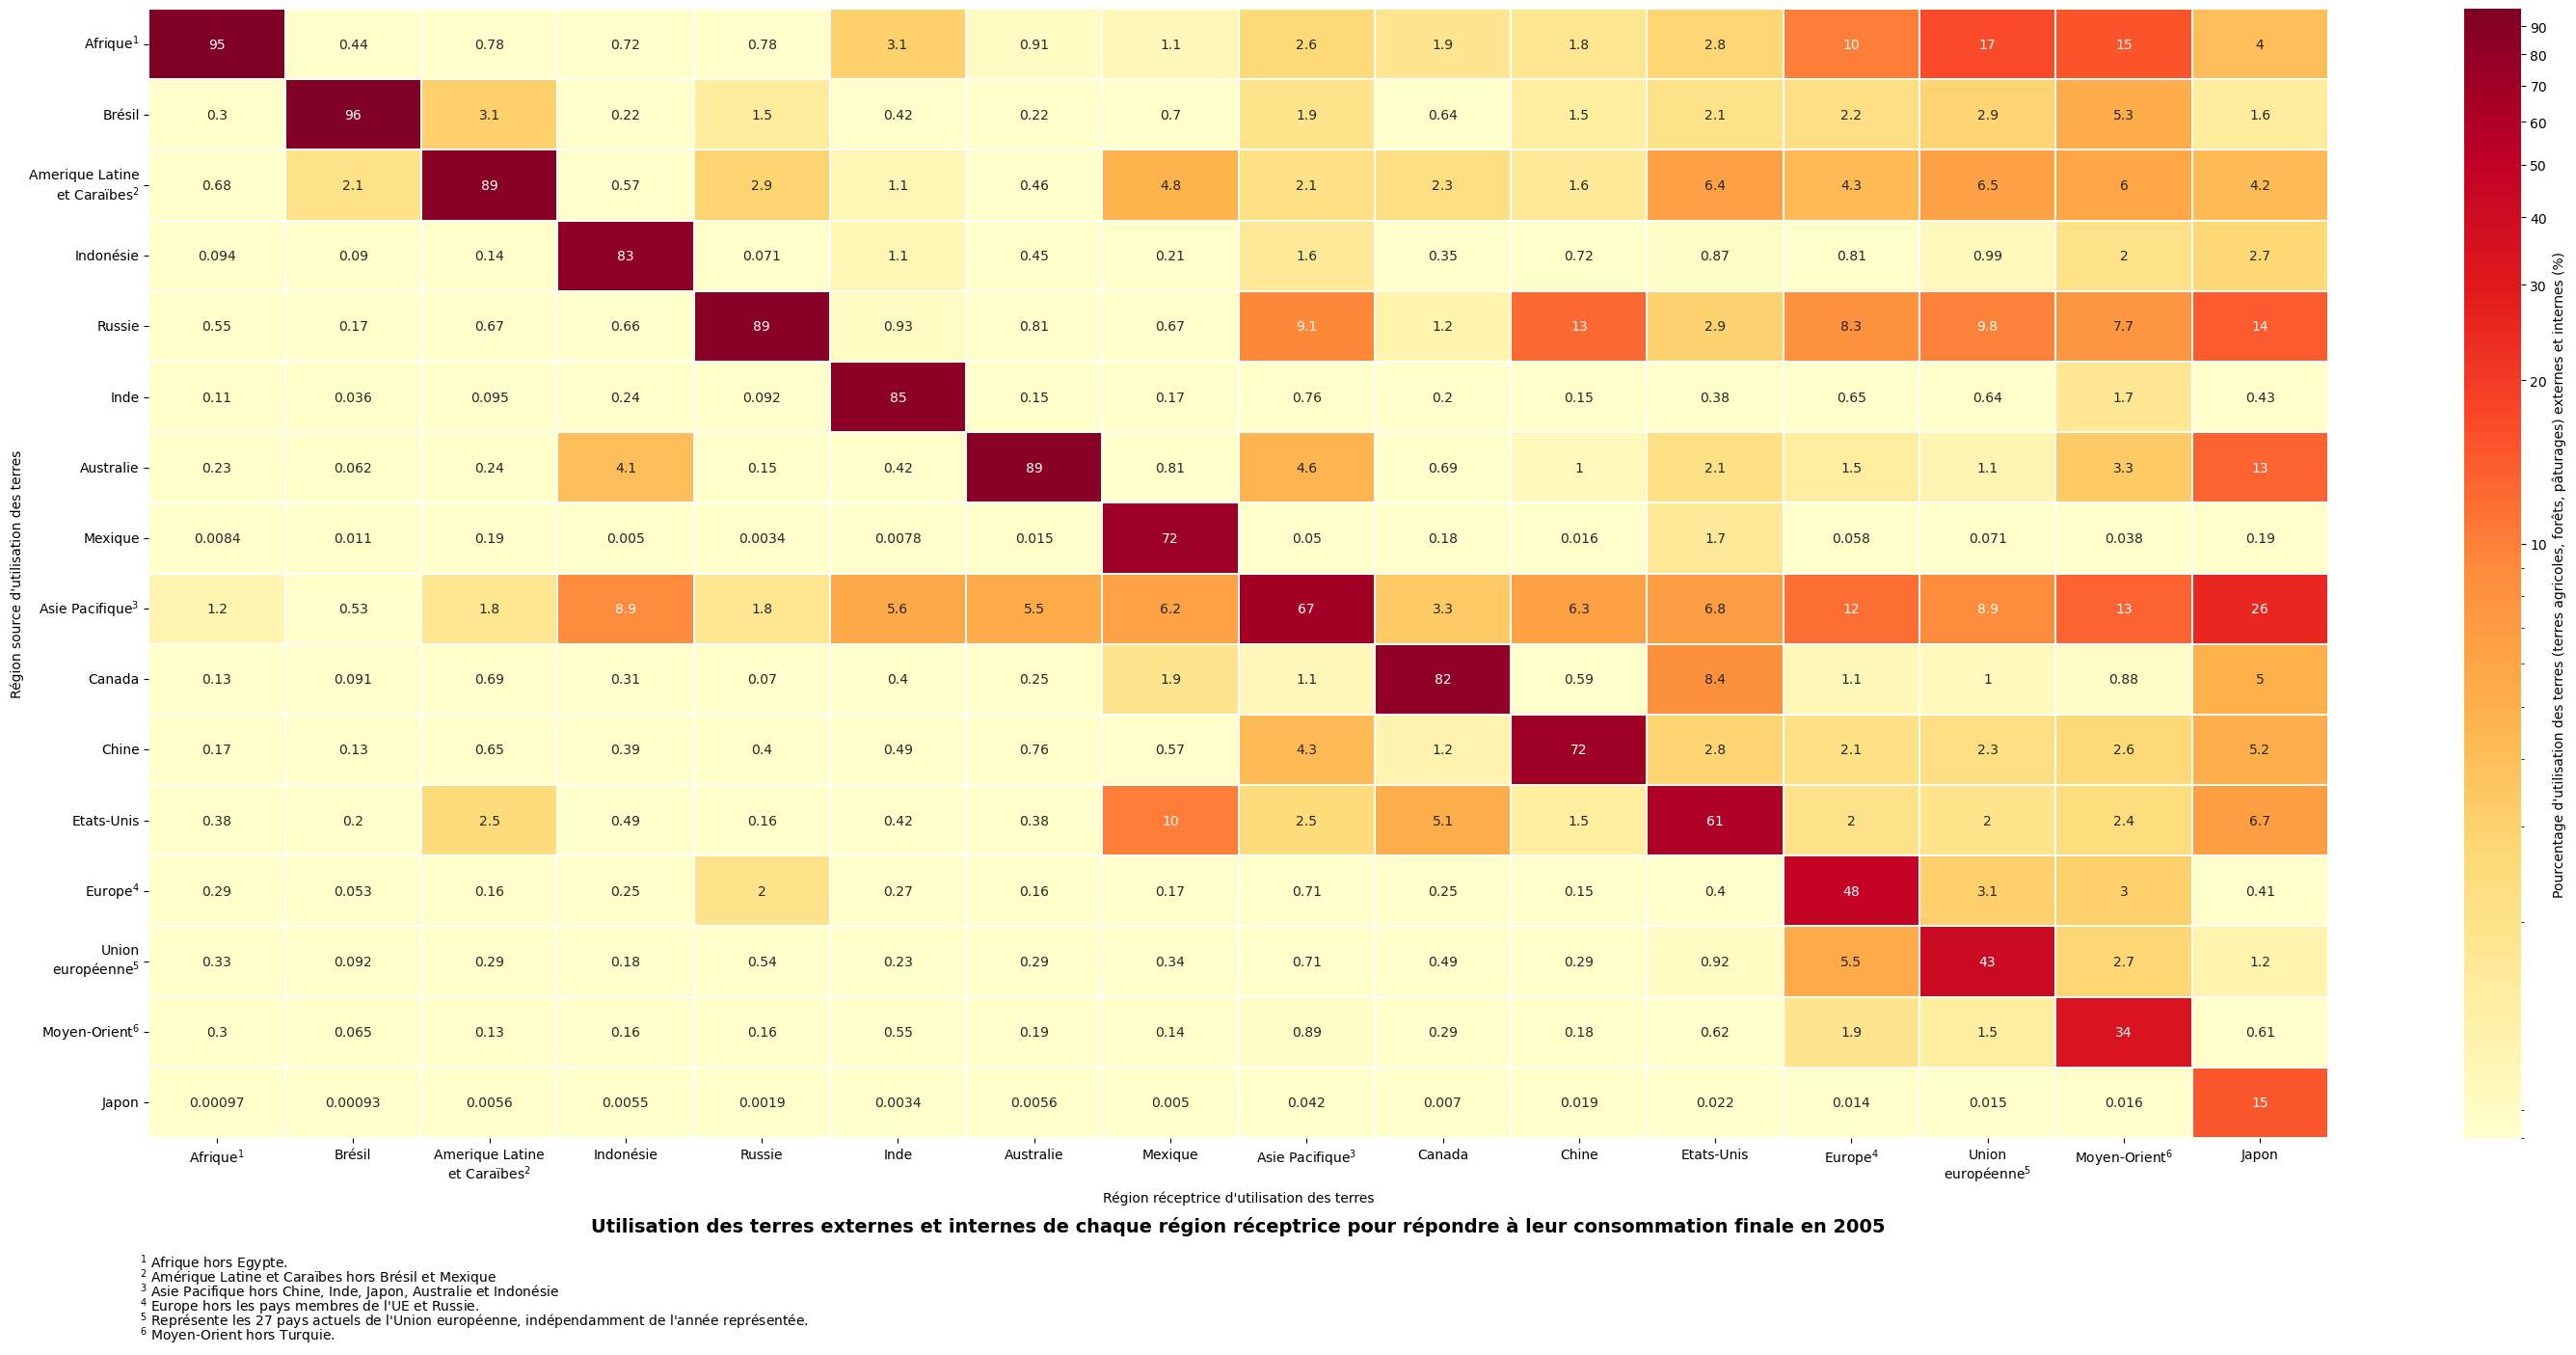 Afrique¹ 95 0.44 0.78 0.72 0.78 3.1 0.91 1.1 2.6 1.9 1.8 2.8 10 17 15 4
Brésil 0.3 96 3.1 0.22 1.5 0.42 0.22 0.7 1.9 0.64 1.5 2.1 2.2 2.9 5.3 1.6
Amerique Latine
et Caraïbes² 0.68 2.1 89 0.57 2.9 1.1 0.46 4.8 2.1 2.3 1.6 6.4 4.3 6.5 6 4.2
Indonésie 0.094 0.09 0.14 83 0.071 1.1 0.45 0.21 1.6 0.35 0.72 0.87 0.81 0.99 2 2.7
Russie 0.55 0.17 0.67 0.66 89 0.93 0.81 0.67 9.1 1.2 13 2.9 8.3 9.8 7.7 14
Inde 0.11 0.036 0.095 0.24 0.092 85 0.15 0.17 0.76 0.2 0.15 0.38 0.65 0.64 1.7 0.43
Australie 0.23 0.062 0.24 4.1 0.15 0.42 89 0.81 4.6 0.69 1 2.1 1.5 1.1 3.3 13
Mexique 0.0084 0.011 0.19 0.005 0.0034 0.0078 0.015 72 0.05 0.18 0.016 1.7 0.058 0.071 0.038 0.19
Asie Pacifique³ 1.2 0.53 1.8 8.9 1.8 5.6 5.5 6.2 67 3.3 6.3 6.8 12 8.9 13 26
Canada 0.13 0.091 0.69 0.31 0.07 0.4 0.25 1.9 1.1 82 0.59 8.4 1.1 1 0.88 5
Chine 0.17 0.13 0.65 0.39 0.4 0.49 0.76 0.57 4.3 1.2 72 2.8 2.1 2.3 2.6 5.2
Etats-Unis 0.38 0.2 2.5 0.49 0.16 0.42 0.38 10 2.5 5.1 1.5 61 2 2 2.4 6.7
Europe⁴ 0.29 0.053 0.16 0.25 2 0.27 0.16 0.17 0.71 0.25 0.15 0.4 48 3.1 3 0.41
Union
européenne⁵ 0.33 0.092 0.29 0.18 0.54 0.23 0.29 0.34 0.71 0.49 0.29 0.92 5.5 43 2.7 1.2
Moyen-Orient⁶ 0.3 0.065 0.13 0.16 0.16 0.55 0.19 0.14 0.89 0.29 0.18 0.62 1.9 1.5 34 0.61
Japon 0.00097 0.00093 0.0056 0.0055 0.0019 0.0034 0.0056 0.005 0.042 0.007 0.019 0.022 0.014 0.015 0.016 15
Région source d'utilisation des terres
Afrique¹ Brésil Amerique Latine Indonésie Russie Inde Australie Mexique Asie Pacifique³ Canada Chine Etats-Unis Europe⁴ Union Moyen-Orient⁶ Japon
et Caraïbes² européenne⁵
Région réceptrice d'utilisation des terres
90
80
70
60
50
40
30
20
10
Pourcentage d'utilisation des terres (terres agricoles, forêts, pâturages) externes et internes (%)
Utilisation des terres externes et internes de chaque région réceptrice pour répondre à leur consommation finale en 2005
¹ Afrique hors Egypte.
² Amérique Latine et Caraïbes hors Brésil et Mexique
³ Asie Pacifique hors Chine, Inde, Japon, Australie et Indonésie
⁴ Europe hors les pays membres de l'UE et Russie.
⁵ Représente les 27 pays actuels de l'Union européenne, indépendamment de l'année représentée.
⁶ Moyen-Orient hors Turquie.